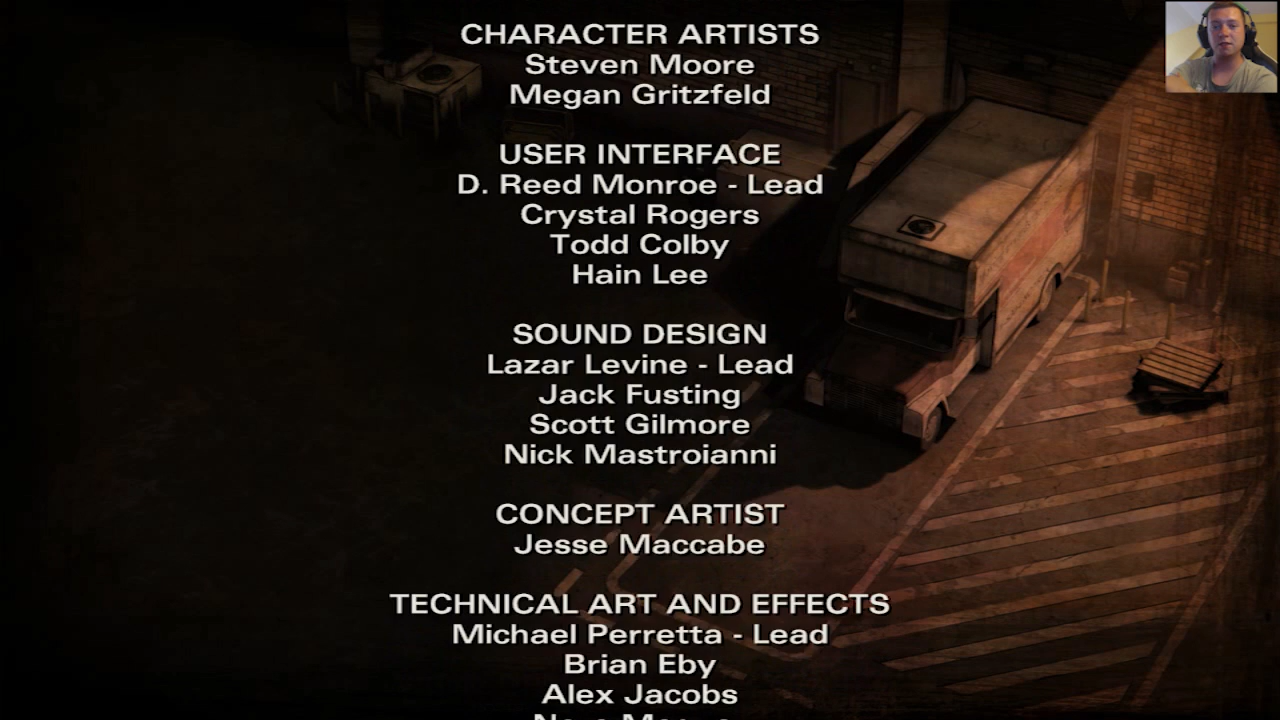 CHARACTER ARTISTS
Steven Moore
Megan Gritzfeld
USER INTERFACE
D. Reed Monroe - Lead
Crystal Rogers
Todd Colby
Hain Lee
SOUND DESIGN
Lazar Levine - Lead
Jack Fusting
Scott Gilmore
Nick Mastroianni
CONCEPT ARTIST
Jesse Maccabe
TECHNICAL ART AND EFFECTS
Michael Perretta - Lead
Brian Eby
Alex Jacobs